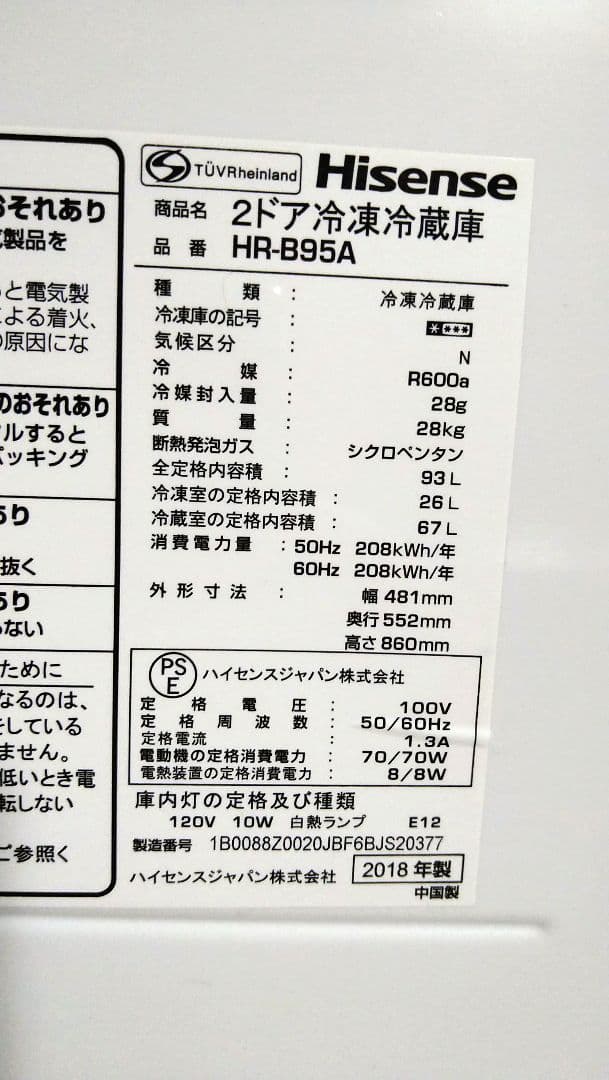 TÜVRheinland Hisense
商品名 2ドア冷凍冷蔵庫
品番 HR-B95A
種類 : 冷凍冷蔵庫
冷凍庫の記号 : ****
気候区分 : N
冷媒 : R600a
冷媒封入量 : 28g
質量 : 28kg
断熱発泡ガス : シクロペンタン
全定格内容積 : 93 L
冷凍室の定格内容積 : 26 L
冷蔵室の定格内容積 : 67 L
消費電力量 : 50Hz 208kWh/年
60Hz 208kWh/年
外形寸法 : 幅 481mm
奥行 552mm
高さ 860mm
PS
E ハイセンスジャパン株式会社
定格電圧 : 100V
定格周波数 : 50/60Hz
定格電流 : 1.3A
電動機の定格消費電力 : 70/70W
電熱装置の定格消費電力 : 8/8W
庫内灯の定格及び種類
120V 10W 白熱ランプ E12
製造番号 1B0088Z0020JBF6BJS20377
ハイセンスジャパン株式会社 2018 年製
中国製
おそれあり
製品を
と電気製
よる着火、
原因にな
のおそれあり
ルすると
パッキング
あり
抜く
あり
ない
ために
なるのは、
をしている
ません。
低いとき電
転しない
ご参照く